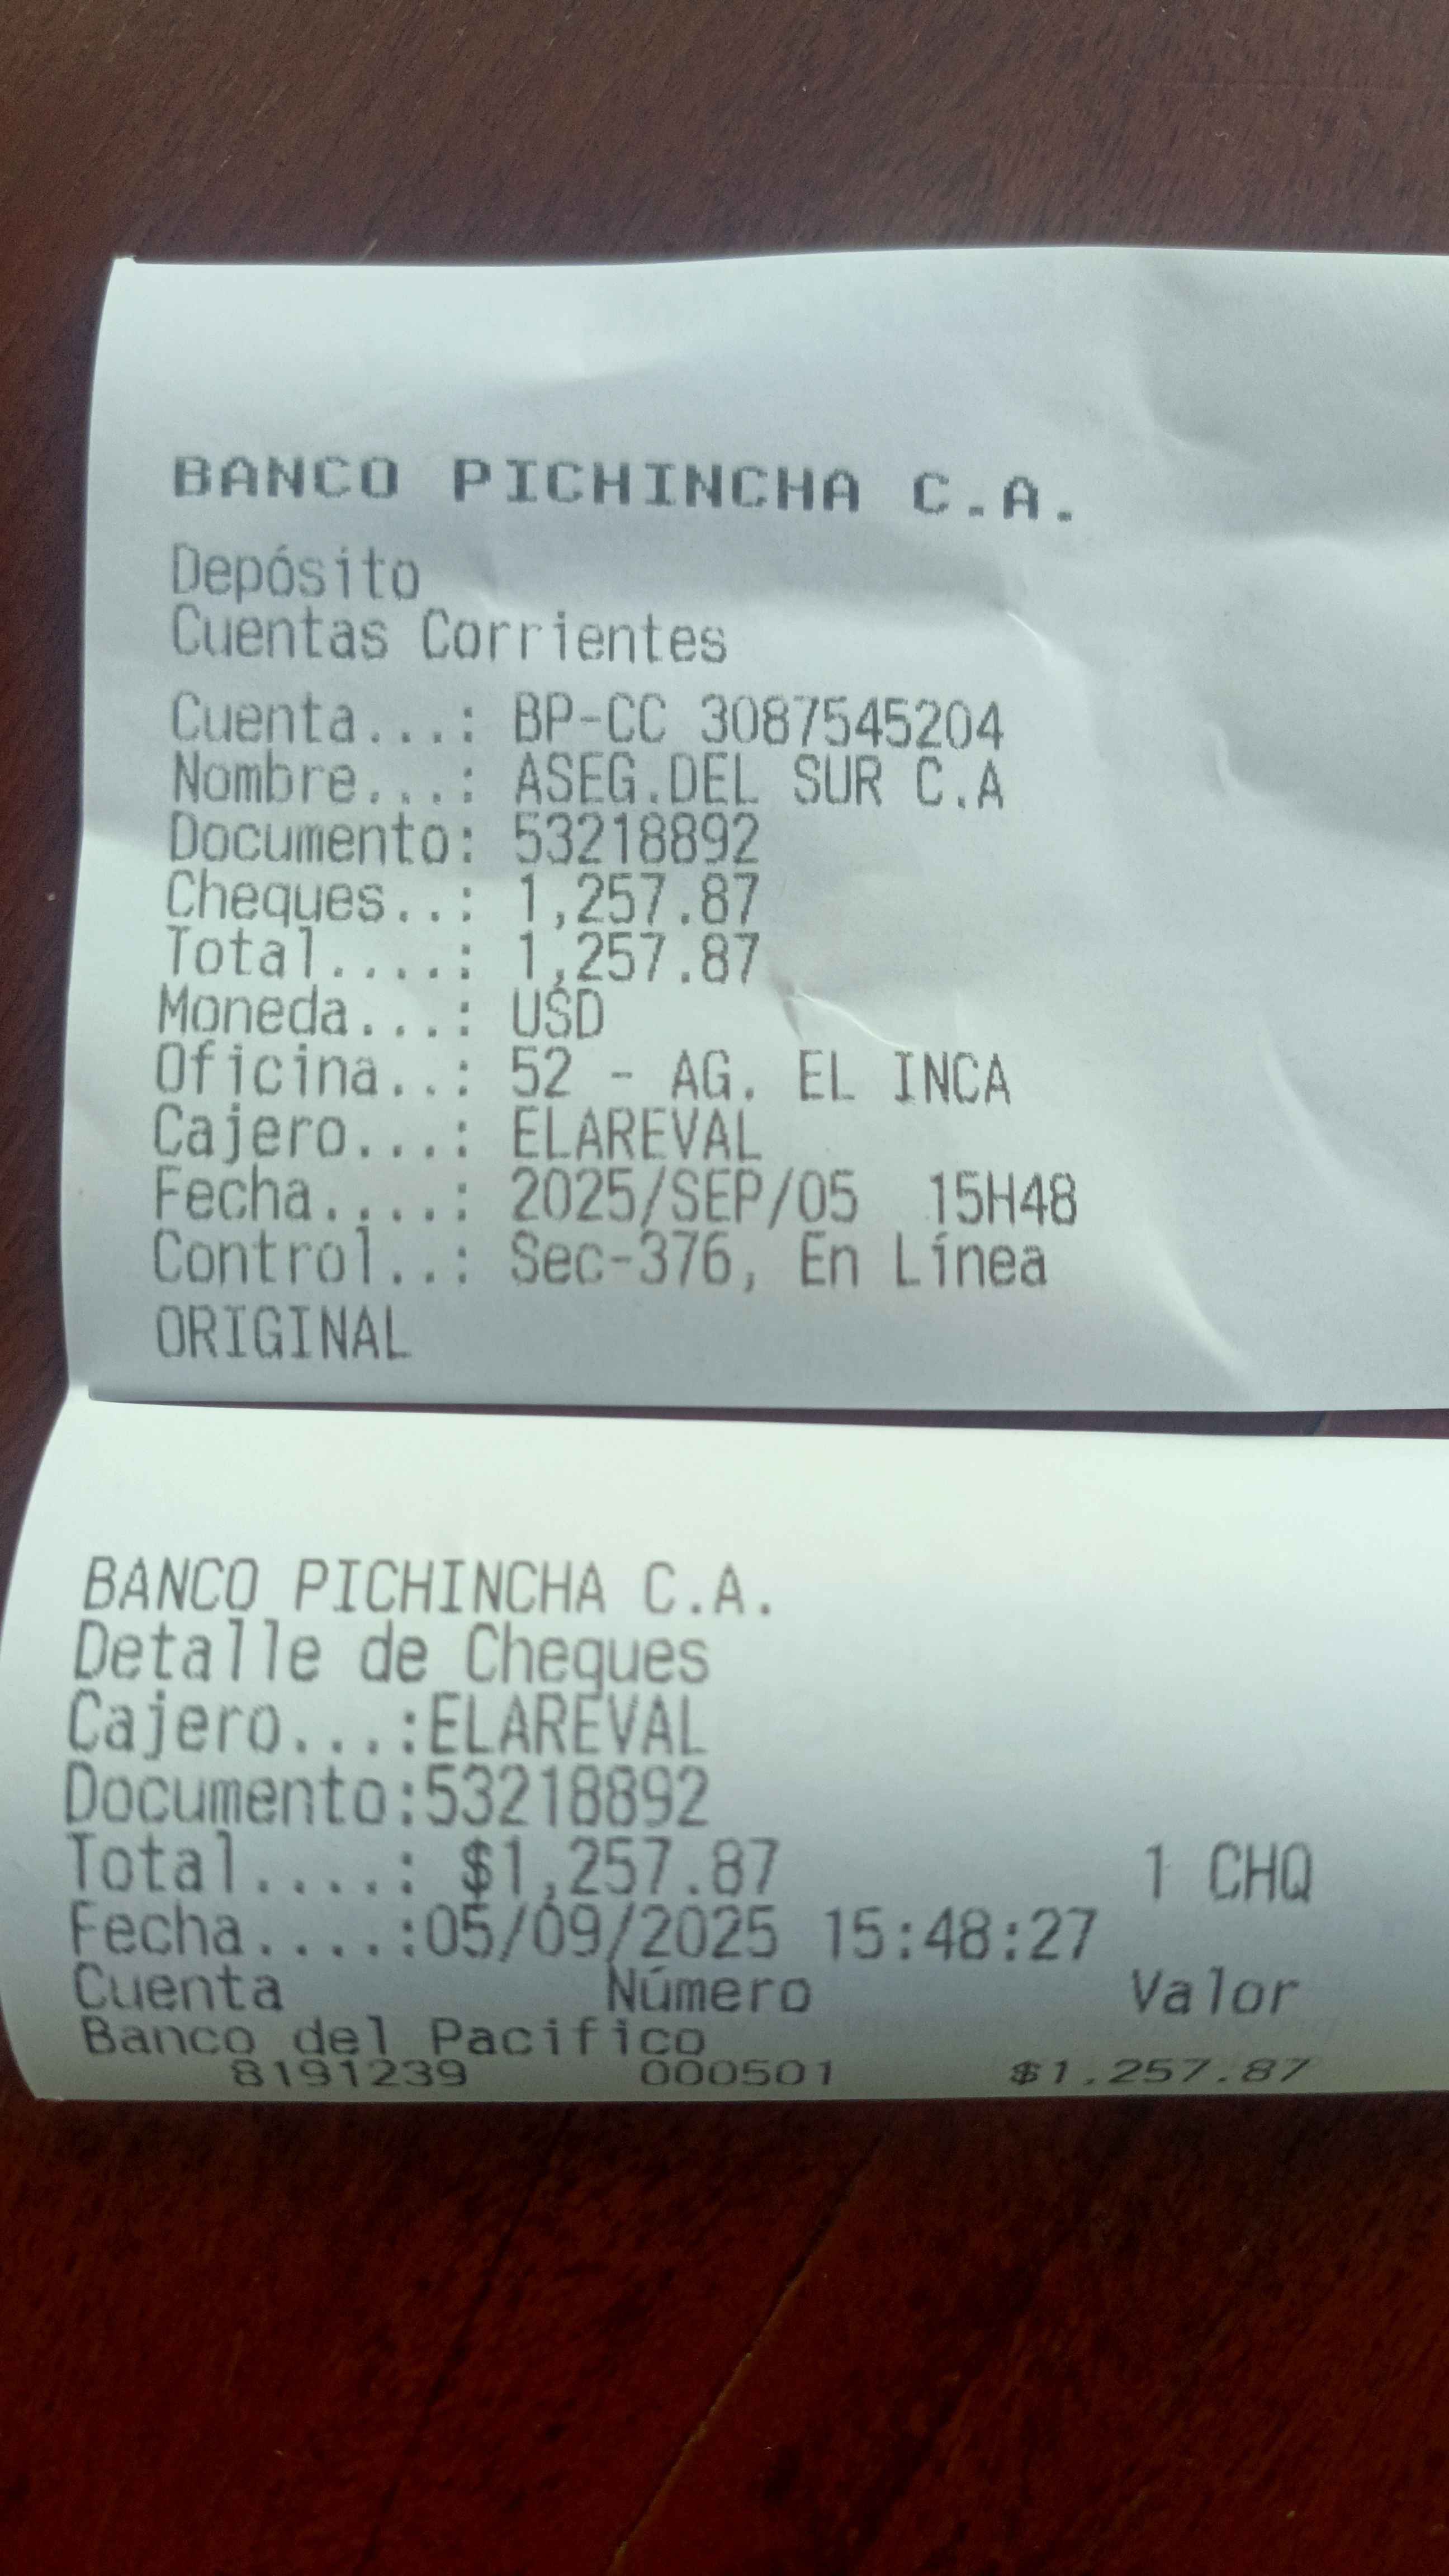 BANCO PICHINCHA C.A.
Depósito
Cuentas Corrientes
Cuenta...: BP-CC 3087545204
Nombre...: ASEG.DEL SUR C.A
Documento: 53218892
Cheques..: 1,257.87
Total....: 1,257.87
Moneda...: USD
Oficina..: 52 - AG. EL INCA
Cajero...: ELAREVAL
Fecha....: 2025/SEP/05 15H48
Control..: Sec-376, En Línea
ORIGINAL
BANCO PICHINCHA C.A.
Detalle de Cheques
Cajero...:ELAREVAL
Documento:53218892
Total....: $1,257.87 1 CHQ
Fecha....:05/09/2025 15:48:27
Cuenta Número Valor
Banco del Pacifico
8191239 000501 $1,257.87